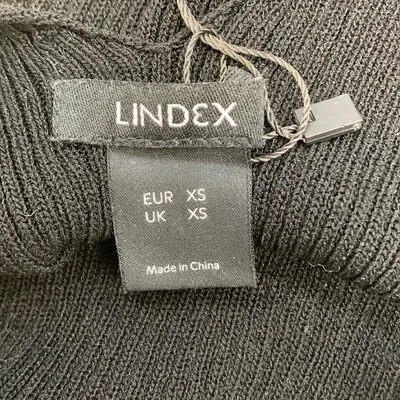 LINDEX
EUR XS
UK XS
Made in China